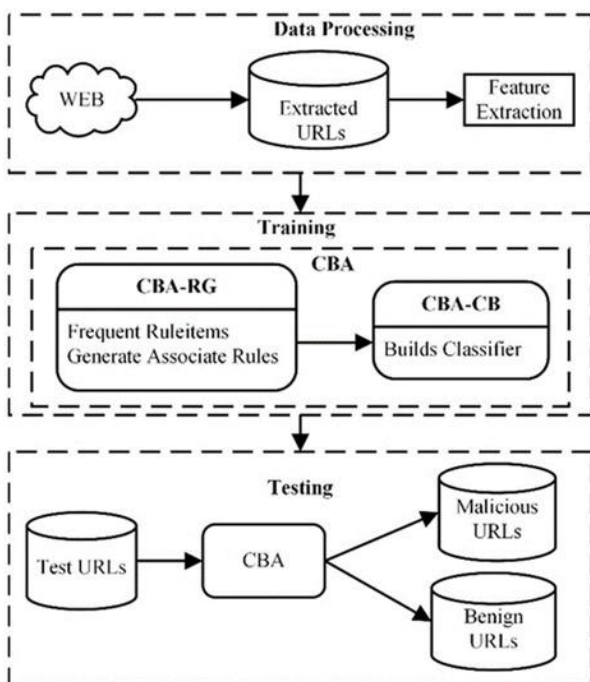 Data Processing
WEB
Extracted
URLs
Feature
Extraction
Training
CBA
CBA-RG
Frequent Ruleitems
Generate Associate Rules
CBA-CB
Builds Classifier
Testing
Test URLs
CBA
Malicious
URLs
Benign
URLs